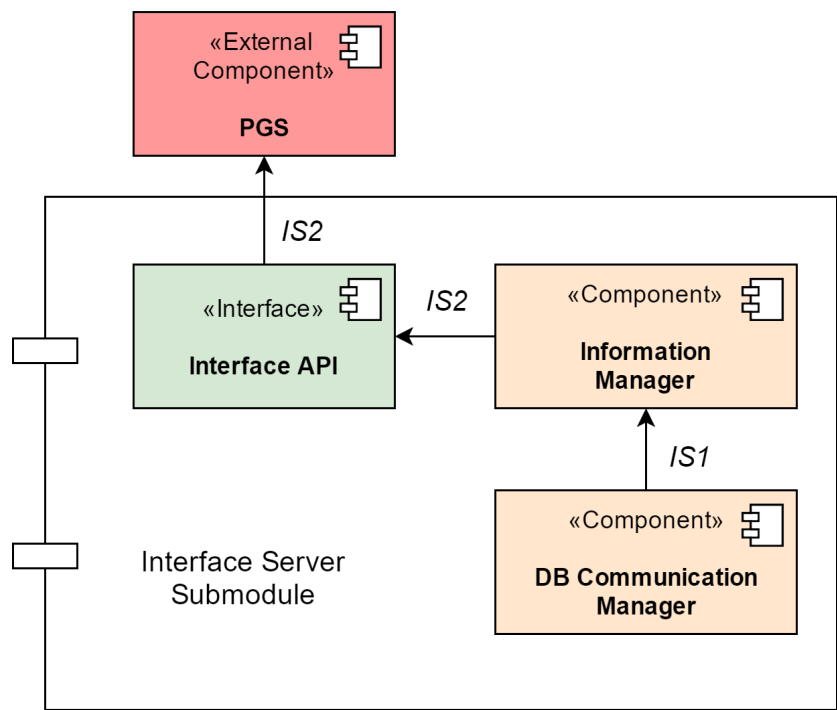 «External
Component»
PGS
IS2
«Interface»
Interface API
IS2
«Component»
Information
Manager
IS1
«Component»
DB Communication
Manager
Interface Server
Submodule